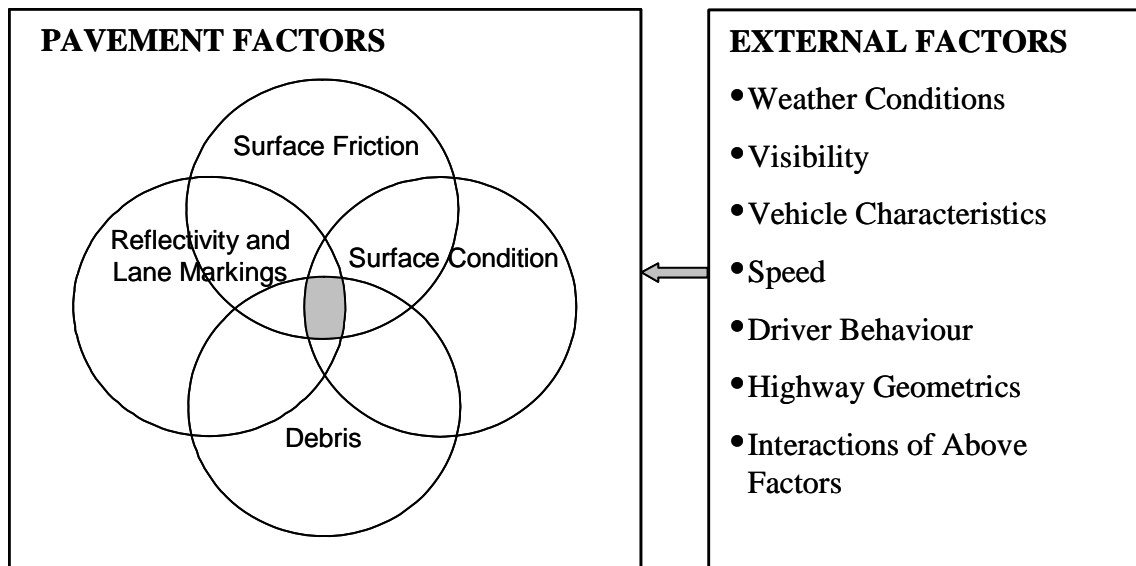 PAVEMENT FACTORS
Surface Friction
Reflectivity and
Lane Markings
Surface Condition
Debris
EXTERNAL FACTORS
•Weather Conditions
•Visibility
•Vehicle Characteristics
•Speed
•Driver Behaviour
•Highway Geometrics
•Interactions of Above
Factors